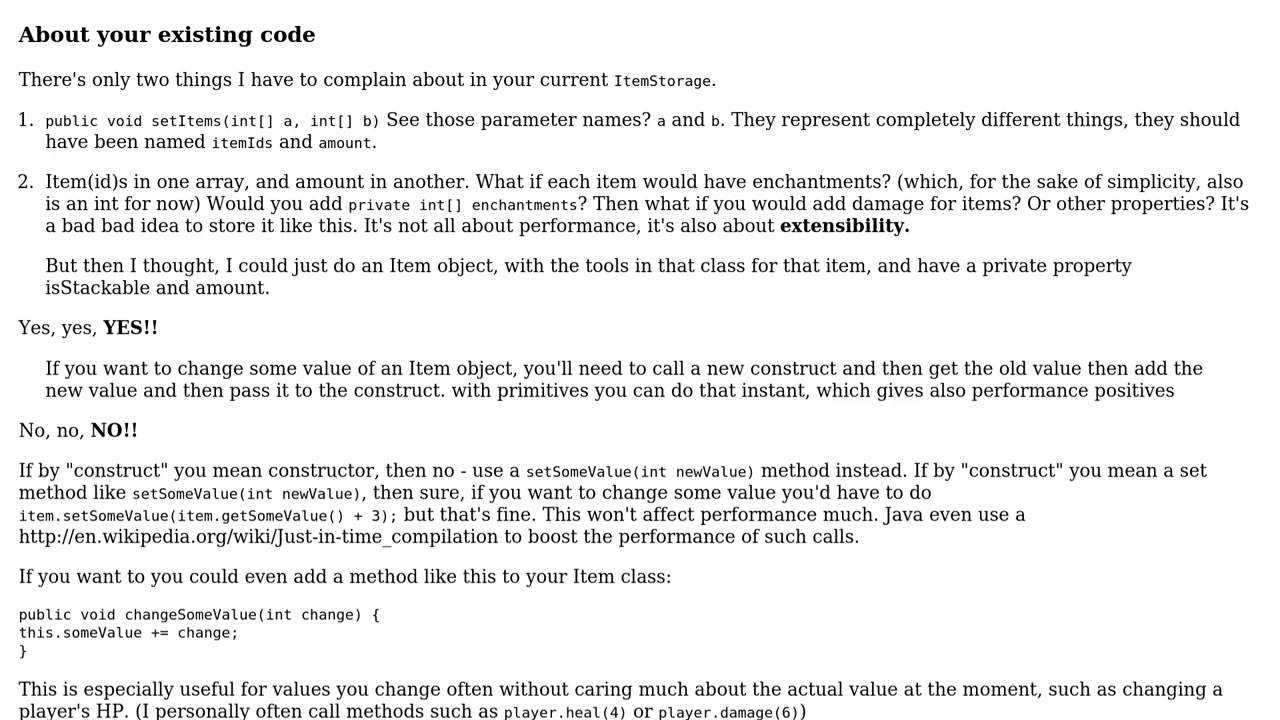 About your existing code
There's only two things I have to complain about in your current ItemStorage.
1. public void setItems(int[] a, int[] b) See those parameter names? a and b. They represent completely different things, they should
have been named itemIds and amount.
2. Item(id)s in one array, and amount in another. What if each item would have enchantments? (which, for the sake of simplicity, also
is an int for now) Would you add private int[] enchantments? Then what if you would add damage for items? Or other properties? It's
a bad bad idea to store it like this. It's not all about performance, it's also about extensibility.
But then I thought, I could just do an Item object, with the tools in that class for that item, and have a private property
isStackable and amount.
Yes, yes, YES!!
If you want to change some value of an Item object, you'll need to call a new construct and then get the old value then add the
new value and then pass it to the construct. with primitives you can do that instant, which gives also performance positives
No, no, NO!!
If by "construct" you mean constructor, then no - use a setSomeValue(int newValue) method instead. If by "construct" you mean a set
method like setSomeValue(int newValue), then sure, if you want to change some value you'd have to do
item.setSomeValue(item.getSomeValue() + 3); but that's fine. This won't affect performance much. Java even use a
http://en.wikipedia.org/wiki/Just-in-time_compilation to boost the performance of such calls.
If you want to you could even add a method like this to your Item class:
public void changeSomeValue(int change) {
this.someValue += change;
}
This is especially useful for values you change often without caring much about the actual value at the moment, such as changing a
player's HP. (I personally often call methods such as player.heal(4) or player.damage(6))